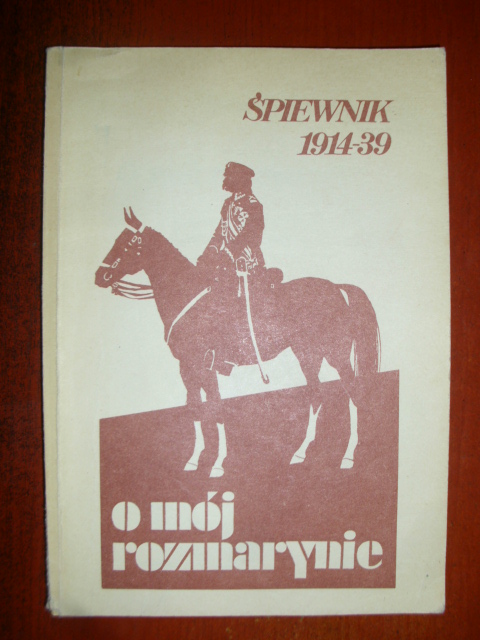 ŚPIEWNIK
1914-39
o mój
rozmarynie